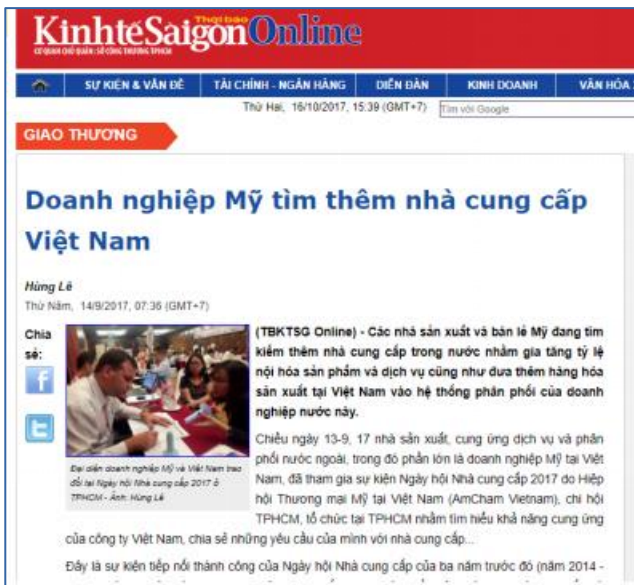 Thời báo
KinhtếSàigòn Online
CƠ QUAN CHỦ QUẢN: SỞ CÔNG THƯƠNG TPHCM
SỰ KIỆN & VẤN ĐỀ TÀI CHÍNH - NGÂN HÀNG DIỄN ĐÀN KINH DOANH VĂN HÓA
Thứ Hai, 16/10/2017, 15:39 (GMT+7) Tìm với Google
GIAO THƯƠNG
Doanh nghiệp Mỹ tìm thêm nhà cung cấp
Việt Nam
Hùng Lê
Thứ Năm, 14/9/2017, 07:36 (GMT+7)
Chia
sẻ:
(TBKTSG Online) - Các nhà sản xuất và bán lẻ Mỹ đang tìm
kiếm thêm nhà cung cấp trong nước nhằm gia tăng tỷ lệ
nội hóa sản phẩm và dịch vụ cũng như đưa thêm hàng hóa
sản xuất tại Việt Nam vào hệ thống phân phối của doanh
nghiệp nước này.
Đại diện doanh nghiệp Mỹ và Việt Nam trao
đổi tại Ngày hội Nhà cung cấp 2017 ở
TPHCM - Ảnh: Hùng Lê
Chiều ngày 13-9, 17 nhà sản xuất, cung ứng dịch vụ và phân
phối nước ngoài, trong đó phần lớn là doanh nghiệp Mỹ tại Việt
Nam, đã tham gia sự kiện Ngày hội Nhà cung cấp 2017 do Hiệp
hội Thương mại Mỹ tại Việt Nam (AmCham Vietnam), chi hội
TPHCM, tổ chức tại TPHCM nhằm tìm hiểu khả năng cung ứng
của công ty Việt Nam, chia sẻ những yêu cầu của mình với nhà cung cấp...
Đây là sự kiện tiếp nối thành công của Ngày hội Nhà cung cấp của ba năm trước đó (năm 2014 -